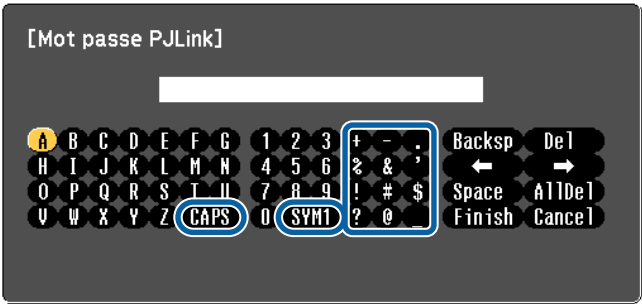 [Mot passe PJLink]
A B C D E F G 1 2 3 + - . Backsp Del
H I J K L M N 4 5 6 % & ’ ← →
O P Q R S T U 7 8 9 ! # $ Space AllDel
V W X Y Z CAPS 0 SYM1 ? @ _ Finish Cancel